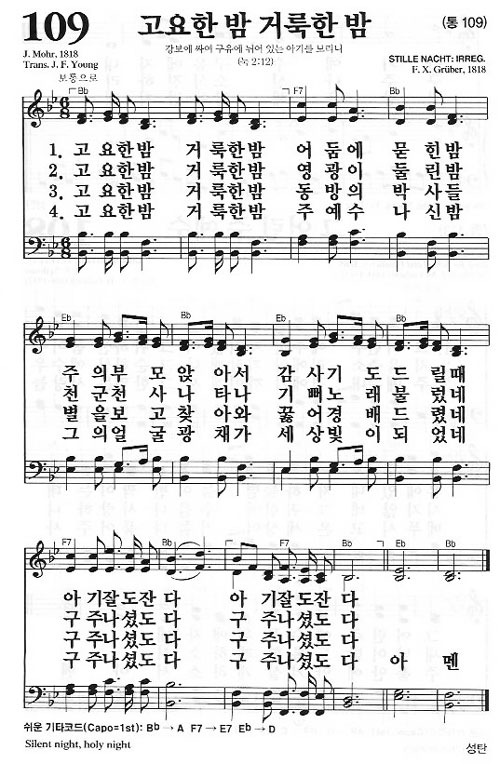 109
고요한 밤 거룩한 밤
(통 109)
J. Mohr, 1818
Trans. J. F. Young
강보에 싸여 구유에 뉘어 있는 아기를 보리니
(눅 2:12)
STILLE NACHT: IRREG.
F. X. Grüber, 1818
보통으로
Bb F7 Bb
6 8
1. 고 요한밤 거룩한밤 어 둠에 묻 힌밤
2. 고 요한밤 거룩한밤 영 광이 둘 린밤
3. 고 요한밤 거룩한밤 동 방의 박 사들
4. 고 요한밤 거룩한밤 주 예수 나 신밤
6 8
Eb Bb Eb Bb
주 의부 모 앉 아서 감 사기 도 드 릴때
천 군천 사 나 타나 기 뻐노 래 불 렀네
별 을보 고 찾 아와 꿇 어경 배 드 렸네
그 의얼 굴 광 채가 세 상빛 이 되 었네
F7 Bb F7 Bb Eb Bb
아 기잘도잔 다 아 기잘도잔 다
구 주나셨도 다 구 주나셨도 다
구 주나셨도 다 구 주나셨도 다
구 주나셨도 다 구 주나셨도 다 아 멘
쉬운 기타코드(Capo=1st): Bb → A F7 → E7 Eb → D
Silent night, holy night
성탄